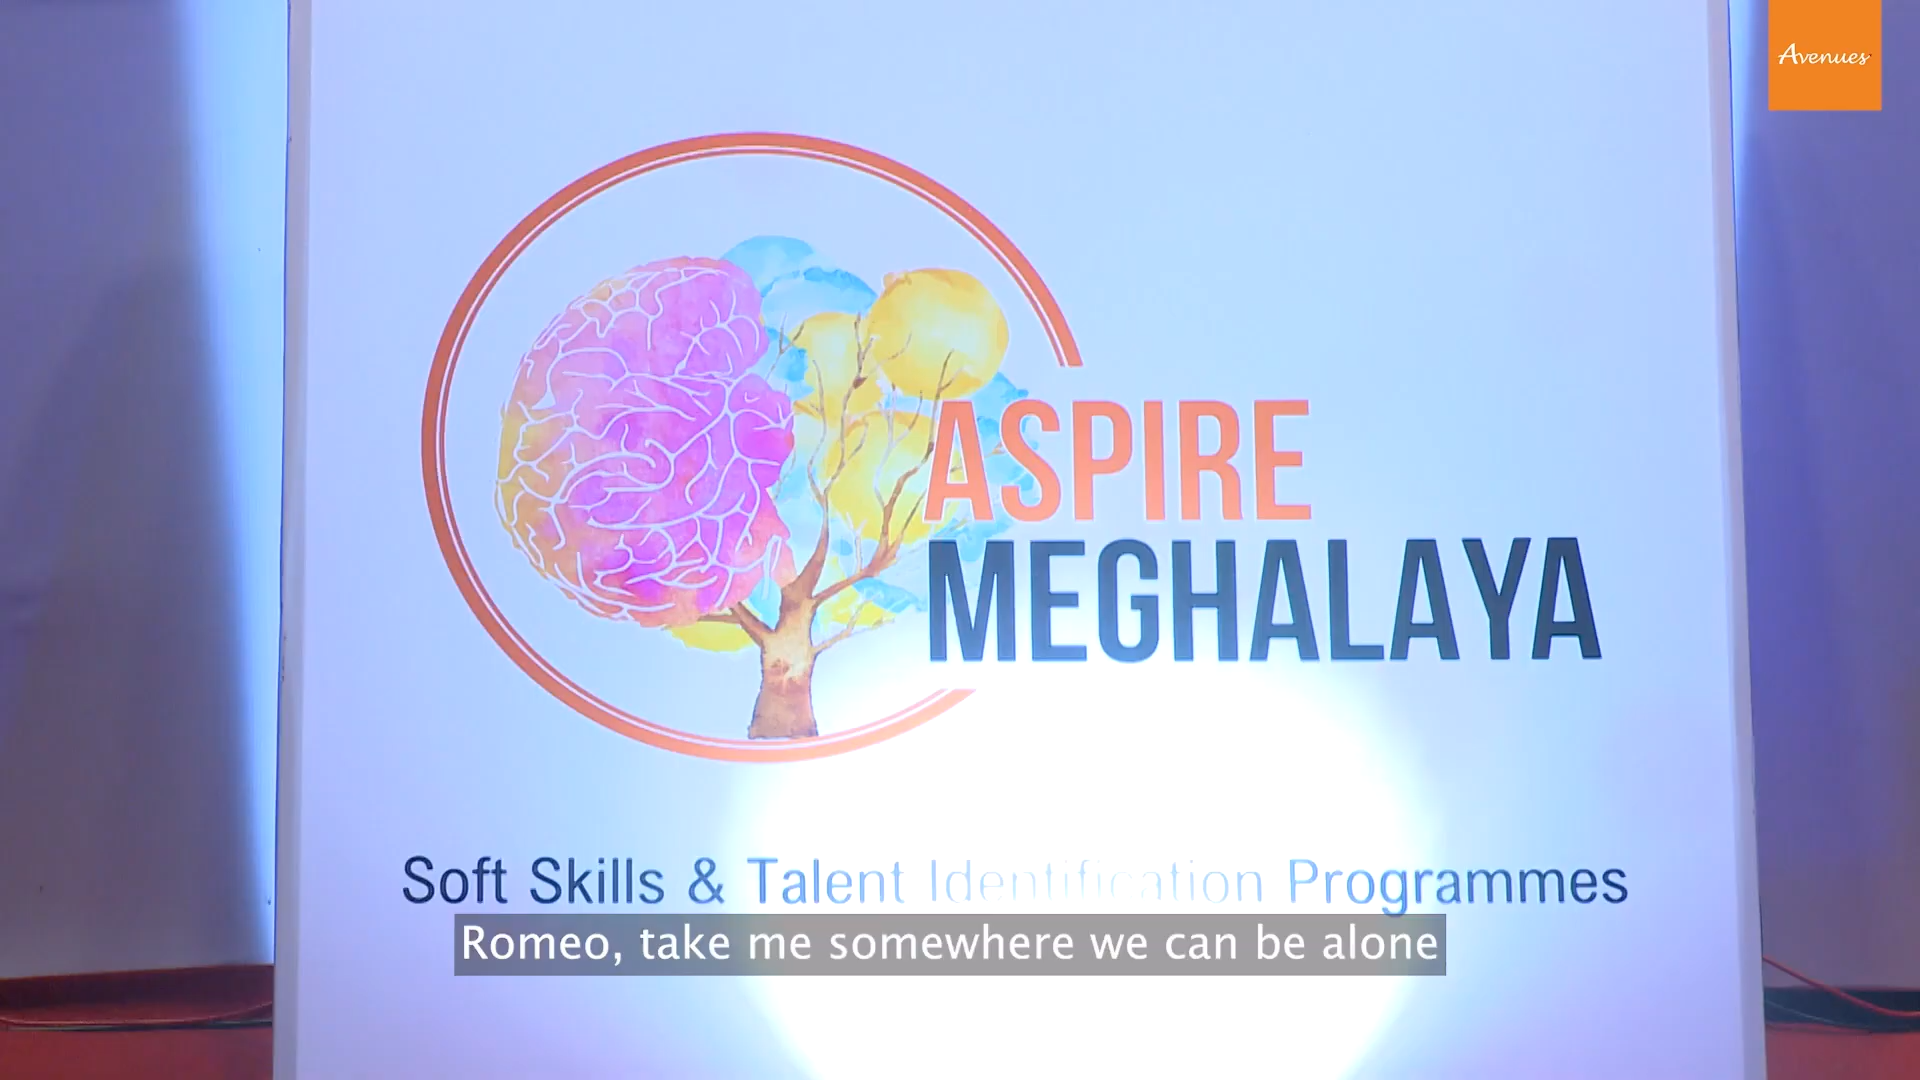 Avenues
ASPIRE
MEGHALAYA
Soft Skills & Talent Identification Programmes
Romeo, take me somewhere we can be alone